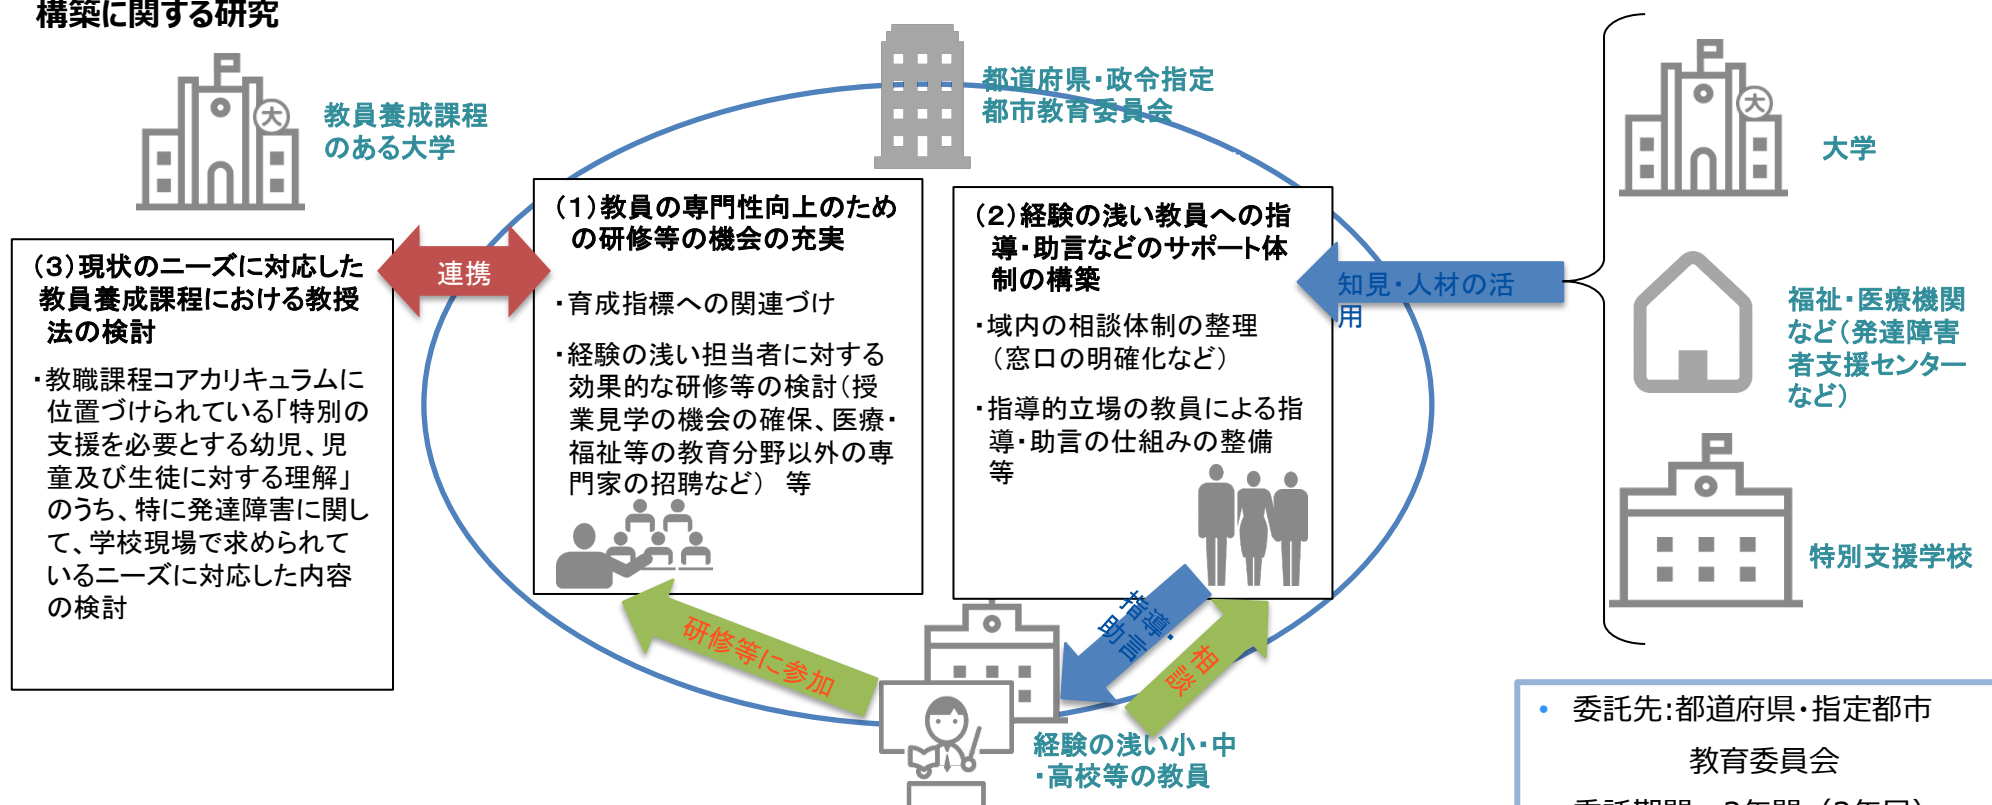 構築に関する研究
教員養成課程
のある大学
都道府県・政令指定
都市教育委員会
大学
(3)現状のニーズに対応した
教員養成課程における教授
法の検討
・教職課程コアカリキュラムに
位置づけられている「特別の
支援を必要とする幼児、児
童及び生徒に対する理解」
のうち、特に発達障害に関し
て、学校現場で求められて
いるニーズに対応した内容
の検討
連携
(1)教員の専門性向上のため
の研修等の機会の充実
・育成指標への関連づけ
・経験の浅い担当者に対する
効果的な研修等の検討(授
業見学の機会の確保、医療・
福祉等の教育分野以外の専
門家の招聘など) 等
(2)経験の浅い教員への指
導・助言などのサポート体
制の構築
・域内の相談体制の整理
(窓口の明確化など)
・指導的立場の教員による指
導・助言の仕組みの整備
等
知見・人材の活
用
福祉・医療機関
など(発達障害
者支援センター
など)
特別支援学校
研修等に参加
指導・
助言
相
談
経験の浅い小・中
・高校等の教員
• 委託先:都道府県・指定都市
教育委員会